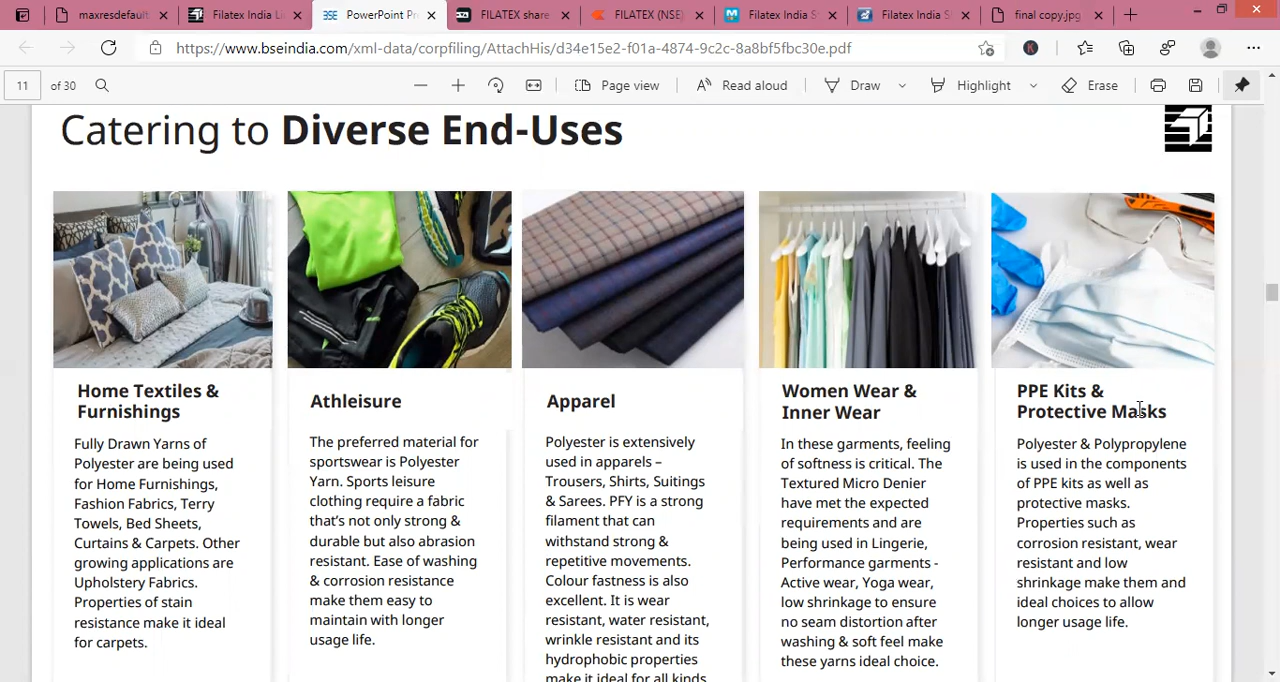 maxresdefault
Filatex India Li
PowerPoint Pr
FILATEX share
FILATEX (NSE)
Filatex India S
Filatex India S
final copy.jpg
https://www.bseindia.com/xml-data/corpfiling/AttachHis/d34e15e2-f01a-4874-9c2c-8a8bf5fbc30e.pdf
K
11 of 30
Page view
Read aloud
Draw
Highlight
Erase
Catering to Diverse End-Uses
Home Textiles &
Furnishings
Fully Drawn Yarns of
Polyester are being used
for Home Furnishings,
Fashion Fabrics, Terry
Towels, Bed Sheets,
Curtains & Carpets. Other
growing applications are
Upholstery Fabrics.
Properties of stain
resistance make it ideal
for carpets.
Athleisure
The preferred material for
sportswear is Polyester
Yarn. Sports leisure
clothing require a fabric
that's not only strong &
durable but also abrasion
resistant. Ease of washing
& corrosion resistance
make them easy to
maintain with longer
usage life.
Apparel
Polyester is extensively
used in apparels –
Trousers, Shirts, Suitings
& Sarees. PFY is a strong
filament that can
withstand strong &
repetitive movements.
Colour fastness is also
excellent. It is wear
resistant, water resistant,
wrinkle resistant and its
hydrophobic properties
make it ideal for all kinds
Women Wear &
Inner Wear
In these garments, feeling
of softness is critical. The
Textured Micro Denier
have met the expected
requirements and are
being used in Lingerie,
Performance garments -
Active wear, Yoga wear,
low shrinkage to ensure
no seam distortion after
washing & soft feel make
these yarns ideal choice.
PPE Kits &
Protective Masks
Polyester & Polypropylene
is used in the components
of PPE kits as well as
protective masks.
Properties such as
corrosion resistant, wear
resistant and low
shrinkage make them and
ideal choices to allow
longer usage life.